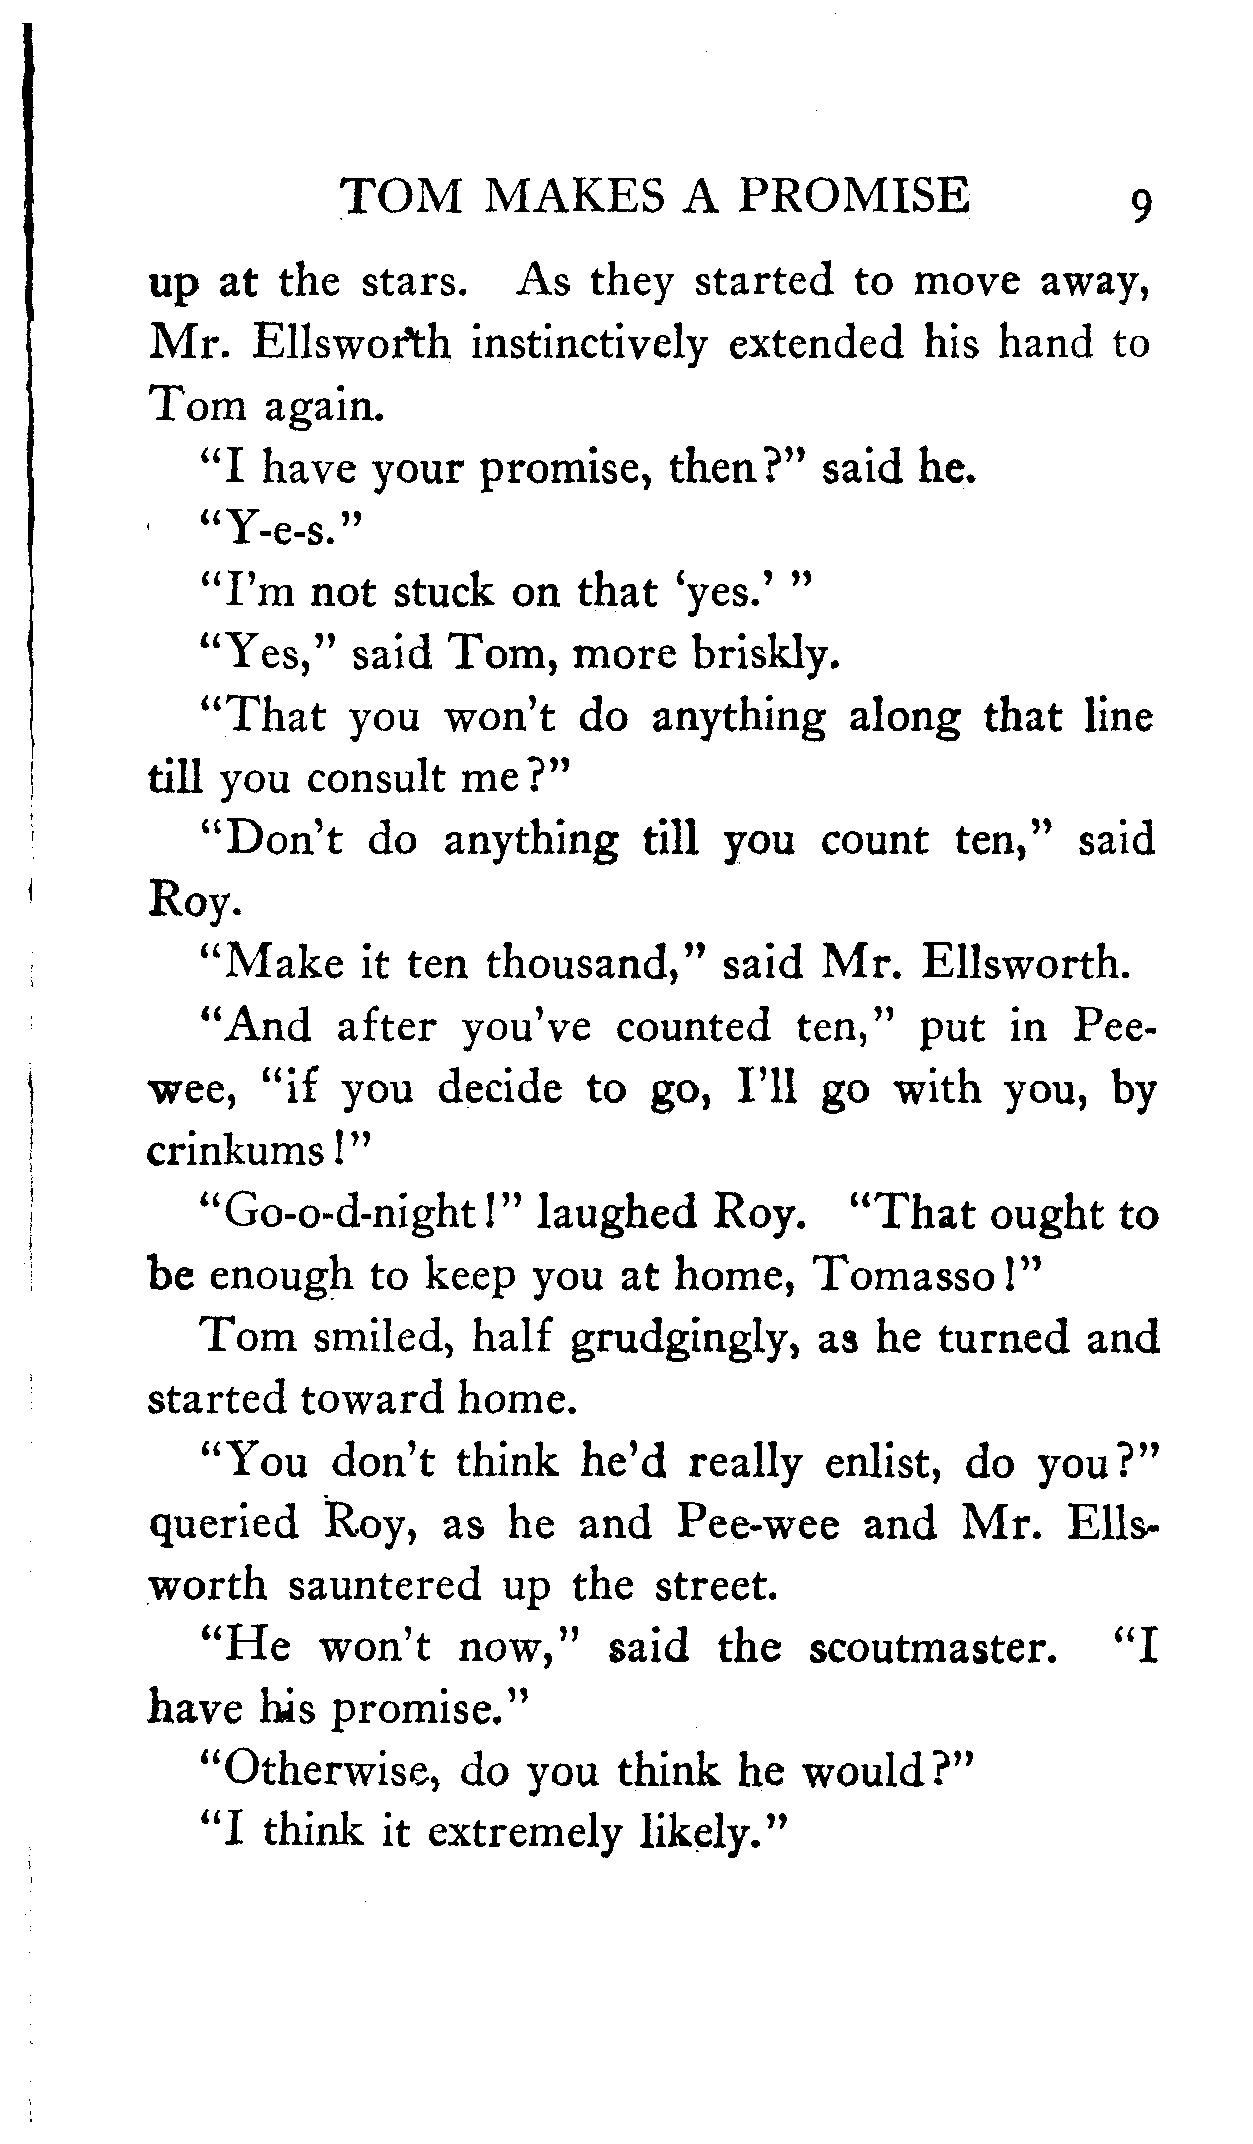 TOM MAKES A PROMISE 9
up at the stars. As they started to move away,
Mr. Ellsworth instinctively extended his hand to
Tom again.
“I have your promise, then?” said he.
“Y-e-s.”
“I’m not stuck on that ‘yes.’ ”
“Yes,” said Tom, more briskly.
“That you won’t do anything along that line
till you consult me?”
“Don’t do anything till you count ten,” said
Roy.
“Make it ten thousand,” said Mr. Ellsworth.
“And after you’ve counted ten,” put in Pee-
wee, “if you decide to go, I’ll go with you, by
crinkums!”
“Go-o-d-night!” laughed Roy. “That ought to
be enough to keep you at home, Tomasso!”
Tom smiled, half grudgingly, as he turned and
started toward home.
“You don’t think he’d really enlist, do you?”
queried Roy, as he and Pee-wee and Mr. Ells-
worth sauntered up the street.
“He won’t now,” said the scoutmaster. “I
have his promise.”
“Otherwise, do you think he would?”
“I think it extremely likely.”